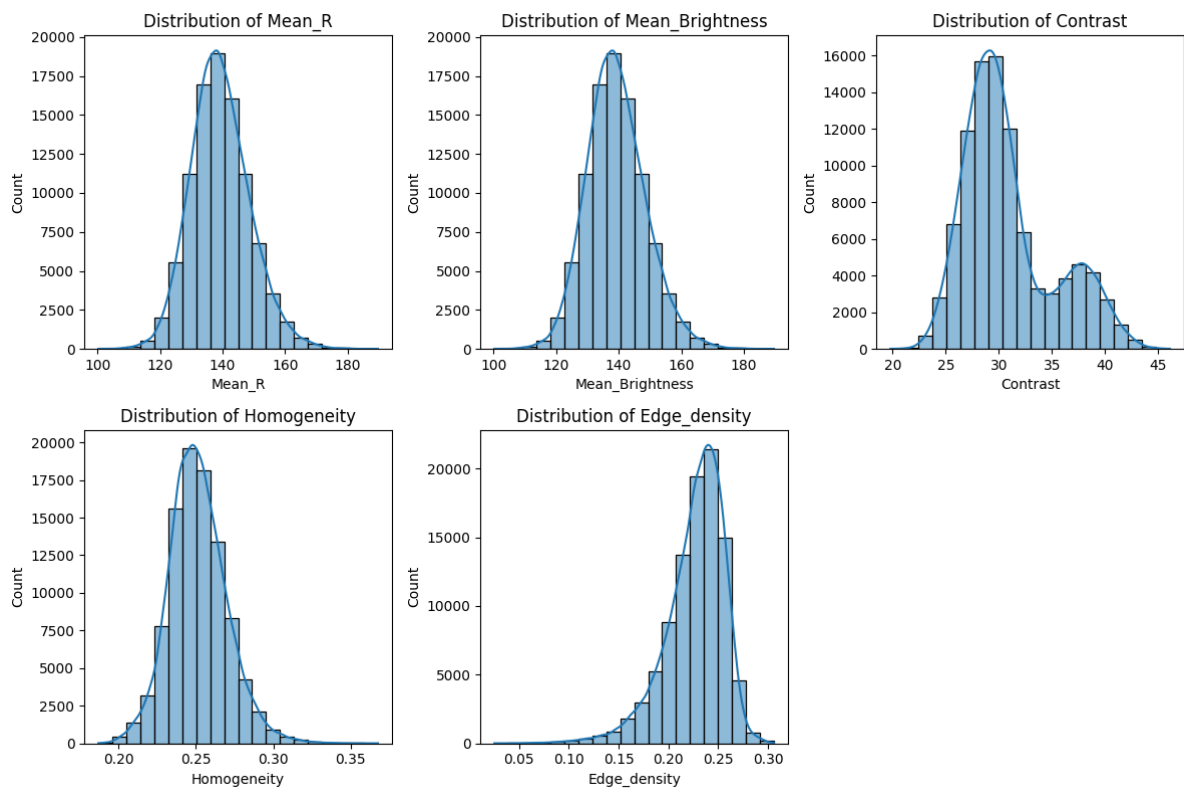 Distribution of Mean_R
20000
17500
15000
12500
10000
7500
5000
2500
0
Count
100 120 140 160 180
Mean_R
Distribution of Mean_Brightness
20000
17500
15000
12500
10000
7500
5000
2500
0
Count
100 120 140 160 180
Mean_Brightness
Distribution of Contrast
16000
14000
12000
10000
8000
6000
4000
2000
0
Count
20 25 30 35 40 45
Contrast
Distribution of Homogeneity
20000
17500
15000
12500
10000
7500
5000
2500
0
Count
0.20 0.25 0.30 0.35
Homogeneity
Distribution of Edge_density
20000
15000
10000
5000
0
Count
0.05 0.10 0.15 0.20 0.25 0.30
Edge_density